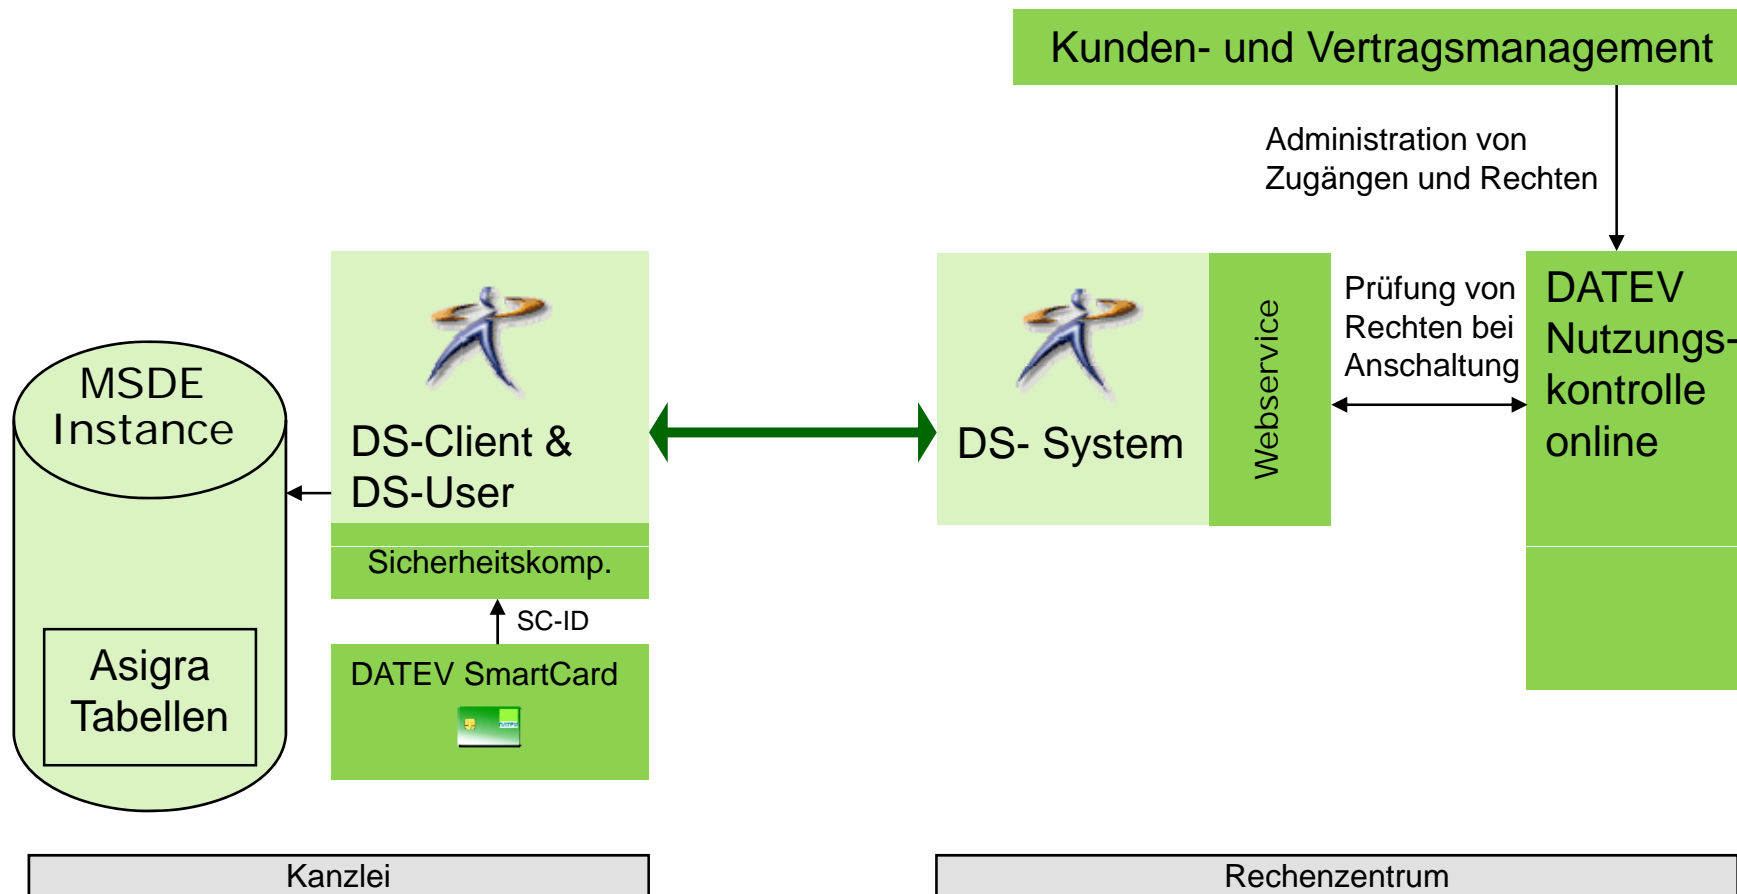 Kunden- und Vertragsmanagement
Administration von
Zugängen und Rechten
MSDE
Instance
Asigra
Tabellen
DS-Client &
DS-User
Sicherheitskomp.
SC-ID
DATEV SmartCard
DS- System
Webservice
Prüfung von
Rechten bei
Anschaltung
DATEV
Nutzungs-
kontrolle
online
Kanzlei
Rechenzentrum